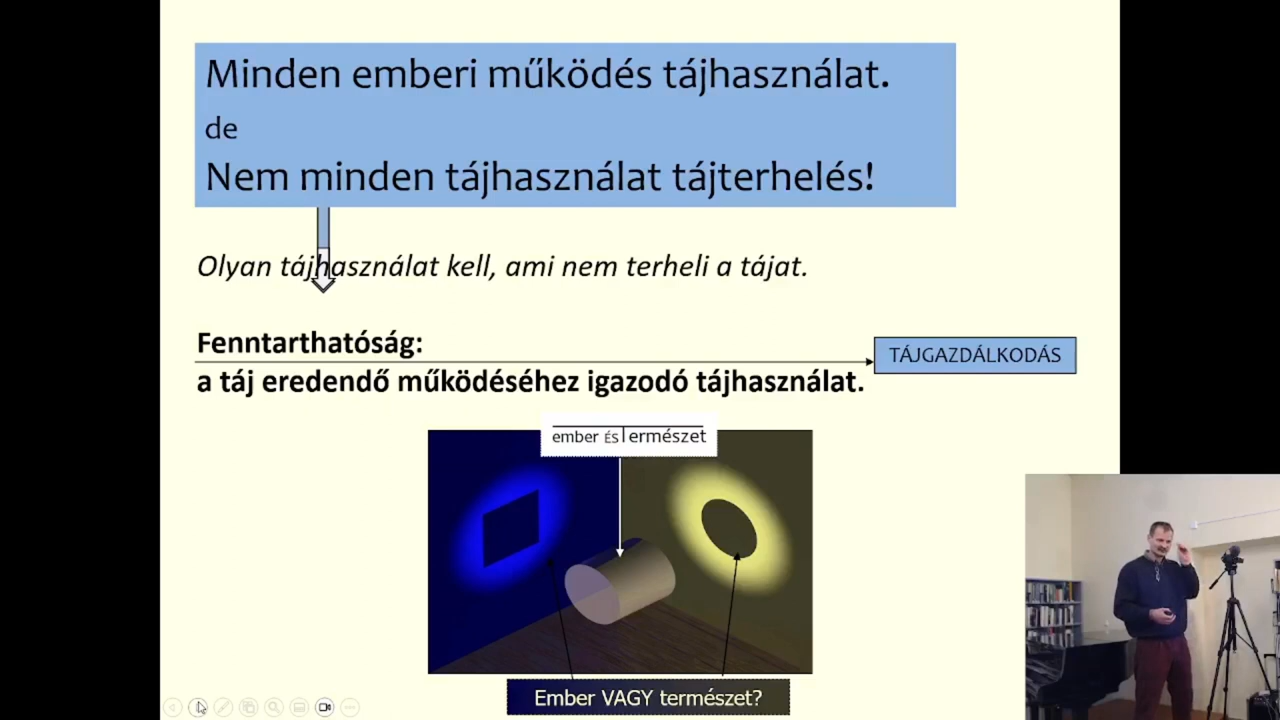 Minden emberi működés tájhasználat.
de
Nem minden tájhasználat tájterhelés!
Olyan tájhasználat kell, ami nem terheli a tájat.
Fenntarthatóság:
a táj eredendő működéséhez igazodó tájhasználat.
TÁJGAZDÁLKODÁS
ember ÉS ermészet
Ember VAGY természet?